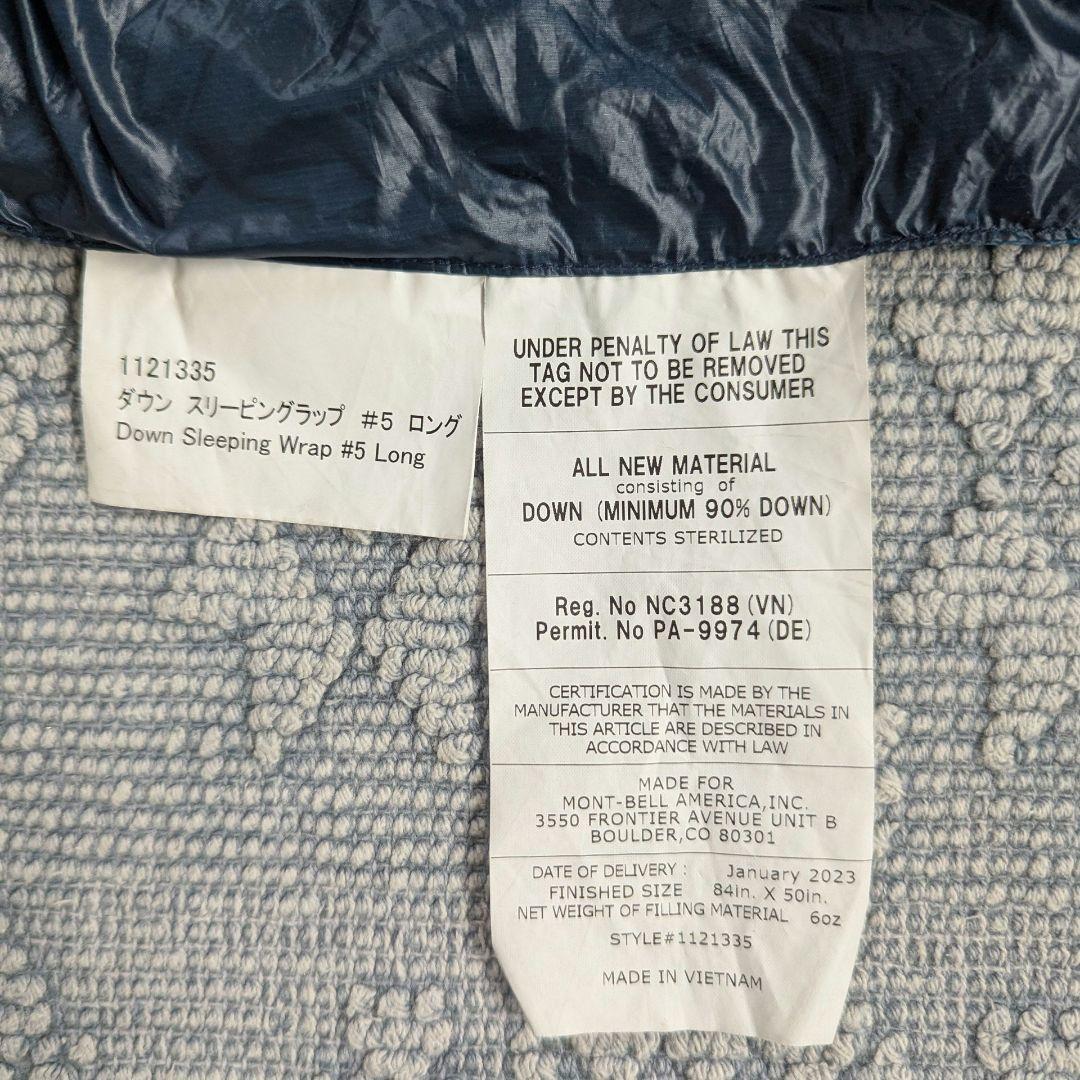 1121335
ダウン スリーピングラップ #5 ロング
Down Sleeping Wrap #5 Long
UNDER PENALTY OF LAW THIS
TAG NOT TO BE REMOVED
EXCEPT BY THE CONSUMER
ALL NEW MATERIAL
consisting of
DOWN (MINIMUM 90% DOWN)
CONTENTS STERILIZED
Reg. No NC3188 (VN)
Permit. No PA-9974 (DE)
CERTIFICATION IS MADE BY THE
MANUFACTURER THAT THE MATERIALS IN
THIS ARTICLE ARE DESCRIBED IN
ACCORDANCE WITH LAW
MADE FOR
MONT-BELL AMERICA,INC.
3550 FRONTIER AVENUE UNIT B
BOULDER,CO 80301
DATE OF DELIVERY : January 2023
FINISHED SIZE 84in. X 50in.
NET WEIGHT OF FILLING MATERIAL 6oz
STYLE#1121335
MADE IN VIETNAM